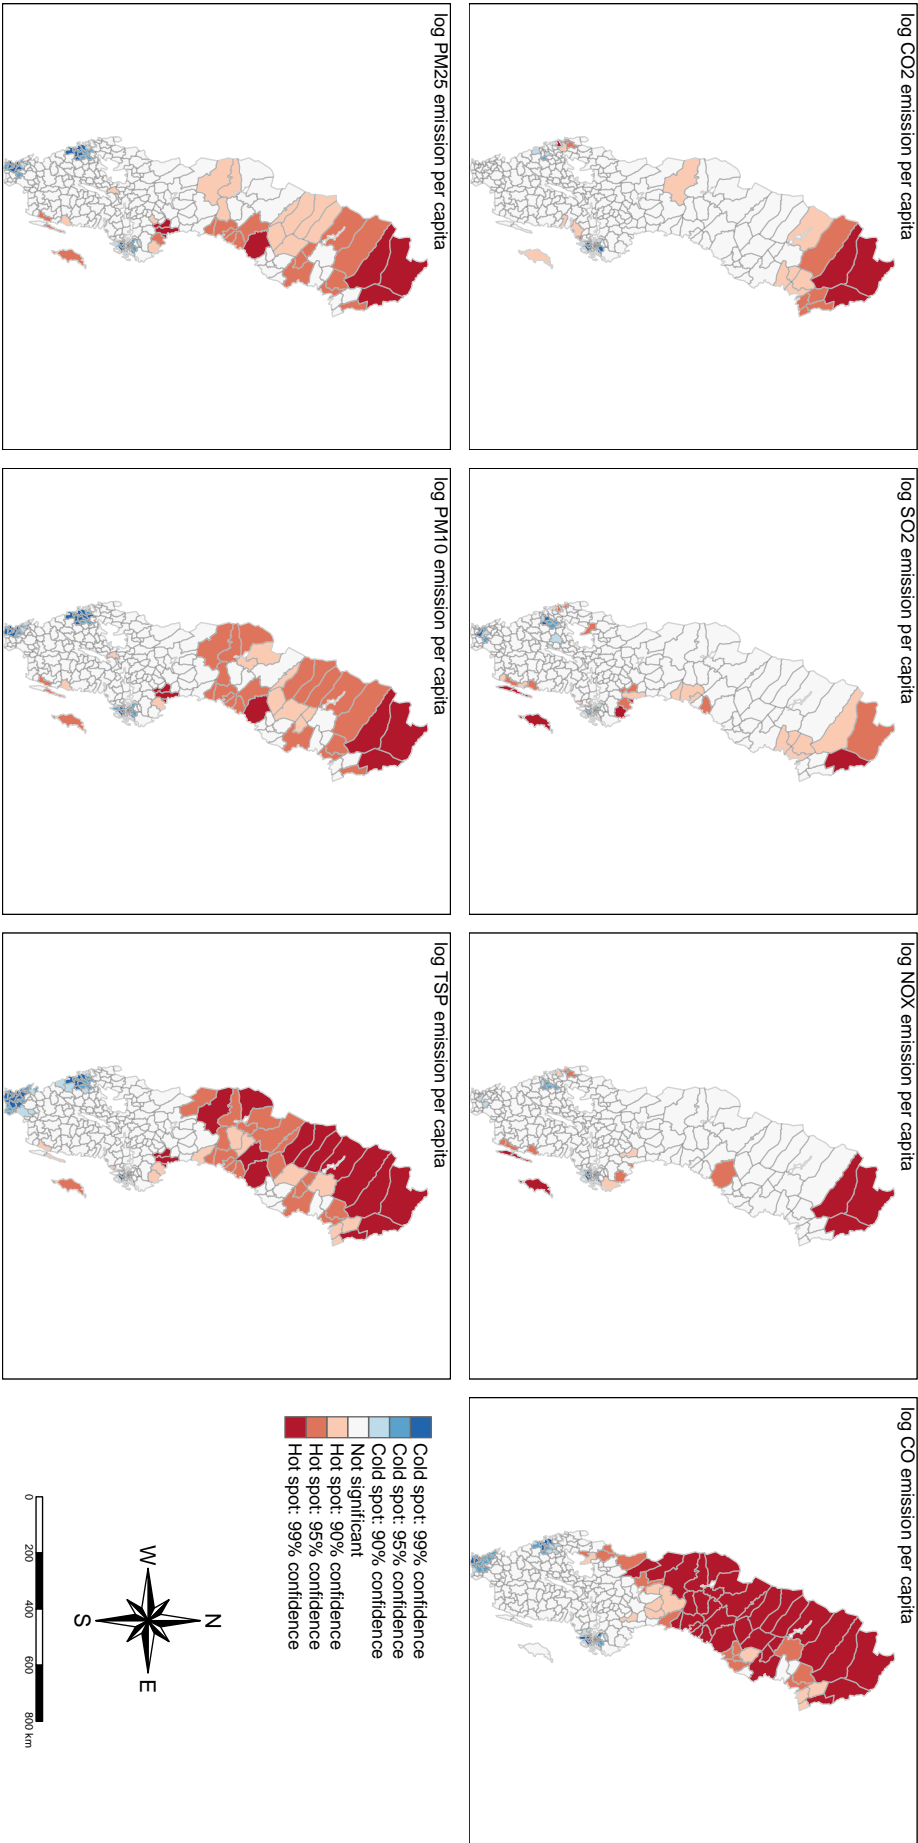 log CO2 emission per capita
log SO2 emission per capita
log NOX emission per capita
log CO emission per capita
log PM25 emission per capita
log PM10 emission per capita
log TSP emission per capita
Cold spot: 99% confidence
Cold spot: 95% confidence
Cold spot: 90% confidence
Not significant
Hot spot: 90% confidence
Hot spot: 95% confidence
Hot spot: 99% confidence
N
W E
S
0 200 400 600 800 km